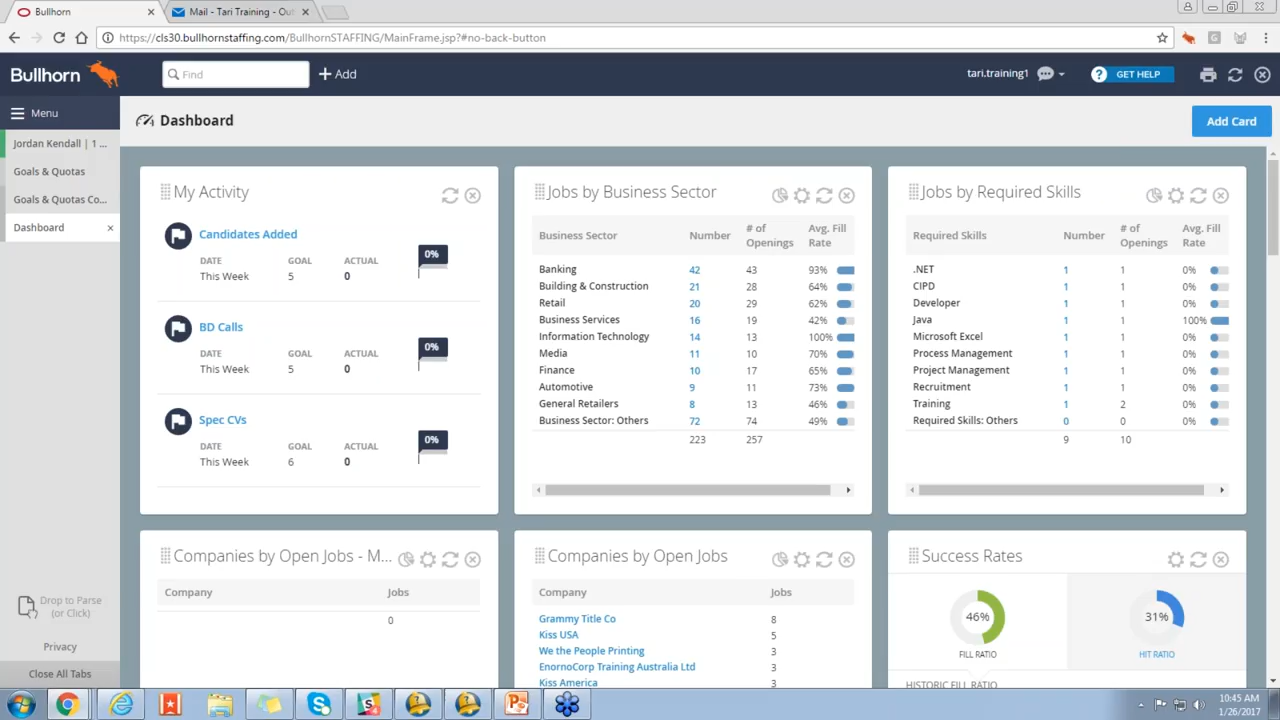 Bullhorn
Mail - Tari Training - Out
https://cls30.bullhornstaffing.com/BullhornSTAFFING/MainFrame.jsp?#no-back-button
Bullhorn
Find
Add
tari.training1
? GET HELP
Menu
Jordan Kendall | 1 ...
Goals & Quotas
Goals & Quotas Co...
Dashboard
Drop to Parse
(or Click)
Privacy
Close All Tabs
Dashboard
Add Card
My Activity
Candidates Added
DATE GOAL ACTUAL
This Week 5 0
0%
BD Calls
DATE GOAL ACTUAL
This Week 5 0
0%
Spec CVs
DATE GOAL ACTUAL
This Week 6 0
0%
Jobs by Business Sector
Business Sector Number # of Openings Avg. Fill Rate
Banking 42 43 93%
Building & Construction 21 28 64%
Retail 20 29 62%
Business Services 16 19 42%
Information Technology 14 13 100%
Media 11 10 70%
Finance 10 17 65%
Automotive 9 11 73%
General Retailers 8 13 46%
Business Sector: Others 72 74 49%
223 257
Jobs by Required Skills
Required Skills Number # of Openings Avg. Fill Rate
.NET 1 1 0%
CIPD 1 1 0%
Developer 1 1 0%
Java 1 1 100%
Microsoft Excel 1 1 0%
Process Management 1 1 0%
Project Management 1 1 0%
Recruitment 1 1 0%
Training 1 2 0%
Required Skills: Others 0 0 0%
9 10
Companies by Open Jobs - M...
Company Jobs
0
Companies by Open Jobs
Company Jobs
Grammy Title Co 8
Kiss USA 5
We the People Printing 3
EnornoCorp Training Australia Ltd 3
Kiss America 3
Success Rates
46%
FILL RATIO
31%
HIT RATIO
HISTORIC FILL RATIO
10:45 AM
1/26/2017